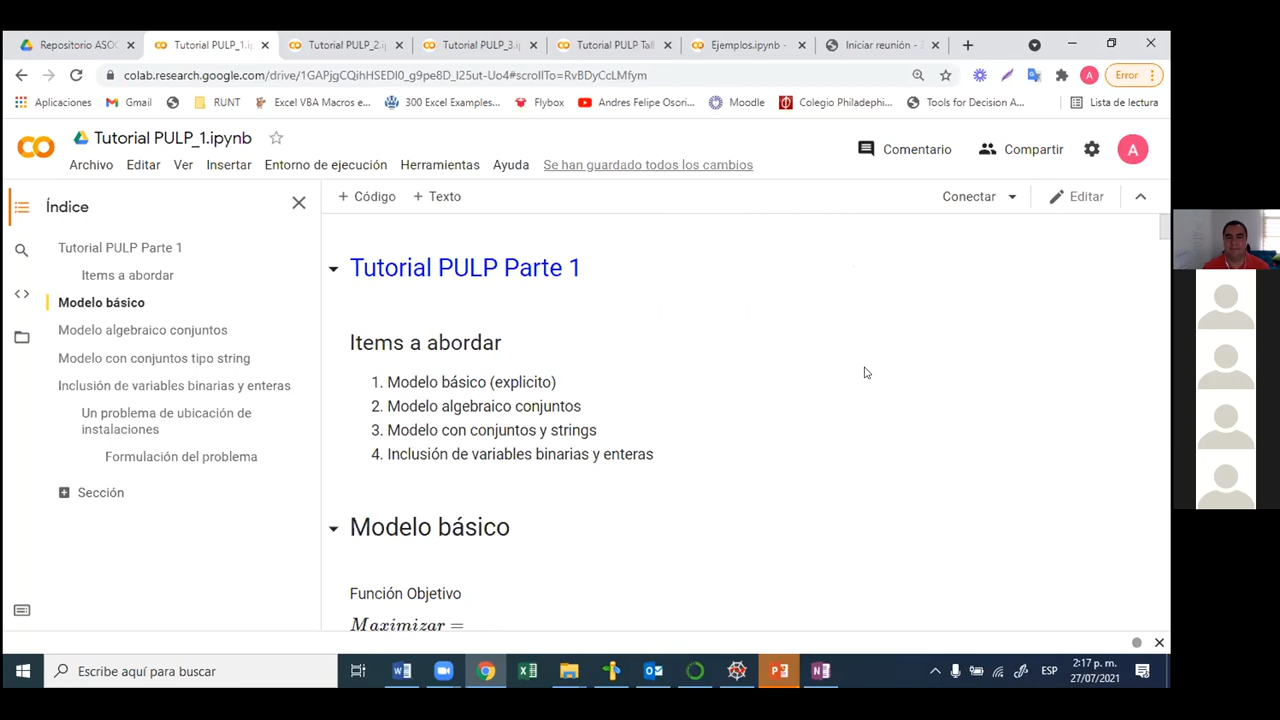 Repositorio ASO
Tutorial PULP_1.i
Tutorial PULP_2.i
Tutorial PULP_3.i
Tutorial PULP Tall
Ejemplos.ipynb -
Iniciar reunión - Z
colab.research.google.com/drive/1GAPjgCQihHSEDI0_g9pe8D_I25ut-Uo4#scrollTo=RvBDyCcLMfym
A
Error
Aplicaciones
Gmail
RUNT
Excel VBA Macros e...
300 Excel Examples...
Flybox
Andres Felipe Osori...
Moodle
Colegio Philadelphi...
Tools for Decision A...
Lista de lectura
Tutorial PULP_1.ipynb
Archivo Editar Ver Insertar Entorno de ejecución Herramientas Ayuda Se han guardado todos los cambios
Comentario
Compartir
A
Índice
Tutorial PULP Parte 1
Items a abordar
Modelo básico
Modelo algebraico conjuntos
Modelo con conjuntos tipo string
Inclusión de variables binarias y enteras
Un problema de ubicación de
instalaciones
Formulación del problema
Sección
+ Código + Texto
Conectar
Editar
Tutorial PULP Parte 1
Items a abordar
1. Modelo básico (explicito)
2. Modelo algebraico conjuntos
3. Modelo con conjuntos y strings
4. Inclusión de variables binarias y enteras
Modelo básico
Función Objetivo
Maximizar =
Escribe aquí para buscar
ESP
2:17 p. m.
27/07/2021